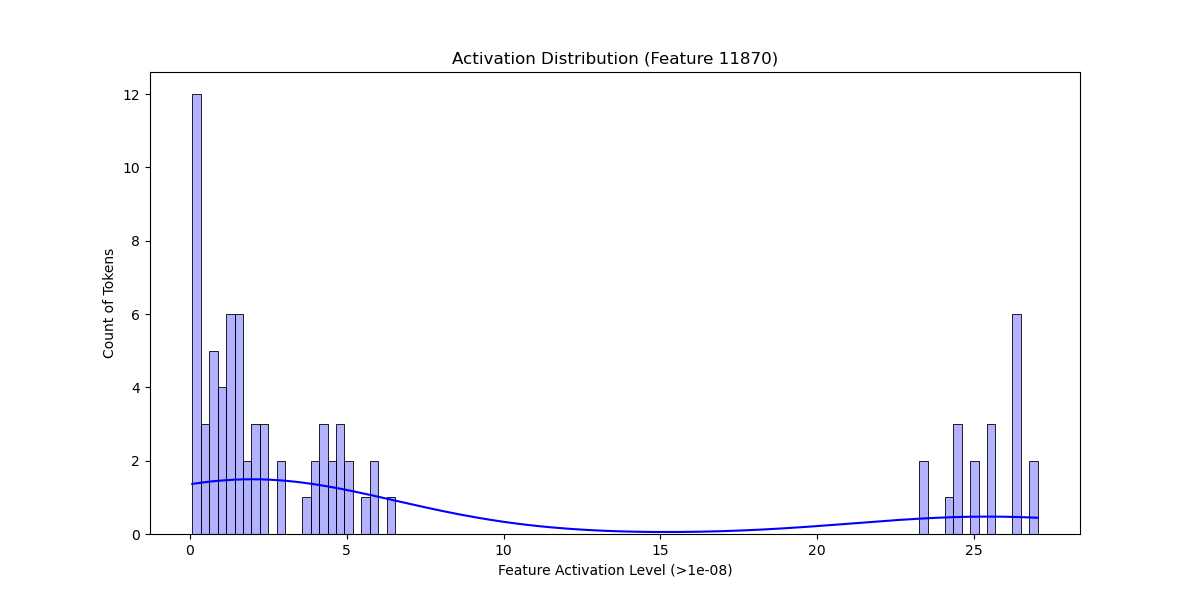 Activation Distribution (Feature 11870)
12
10
8
6
4
2
0
Count of Tokens
0 5 10 15 20 25
Feature Activation Level (>1e-08)